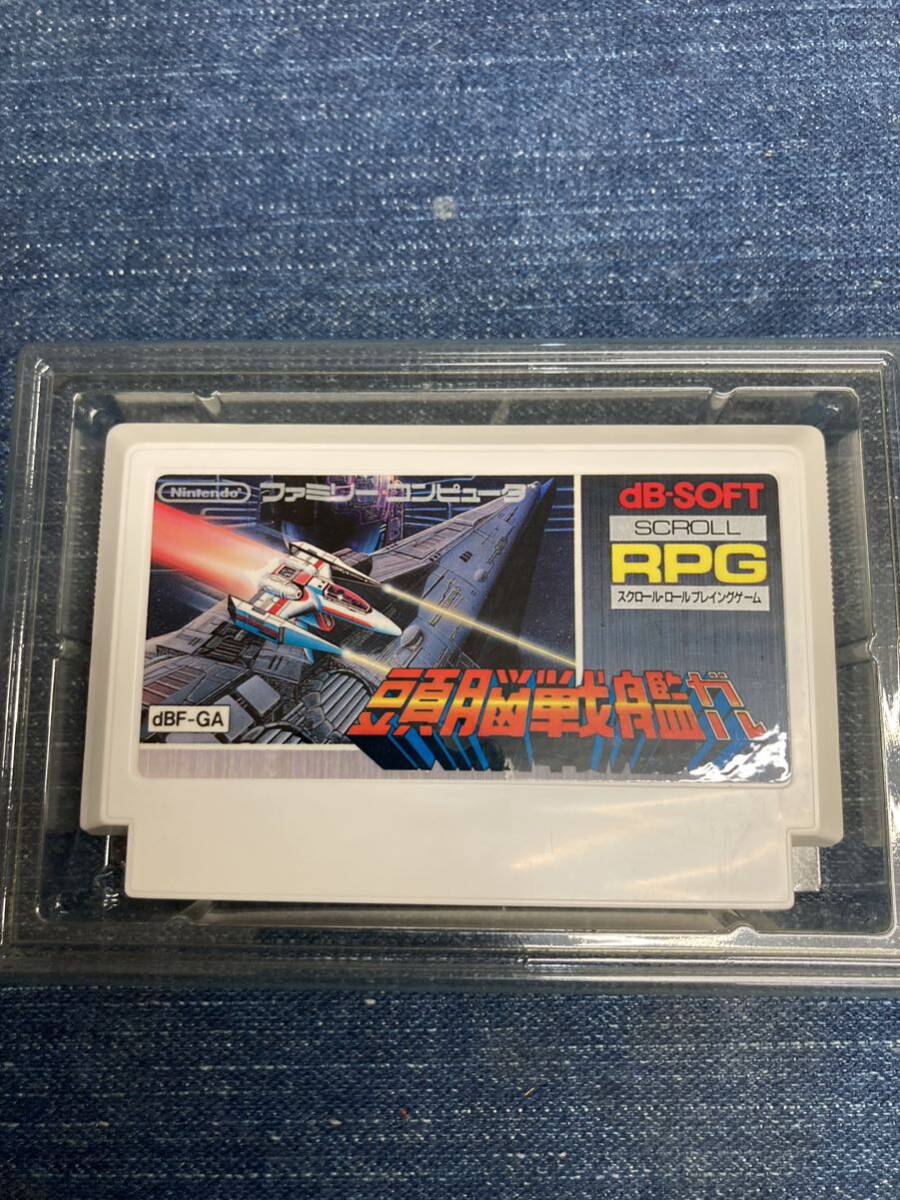 Nintendo ファミリーコンピュータ
dB-SOFT
SCROLL
RPG
スクロール・ロールプレイングゲーム
頭脳戦艦ガル
dBF-GA